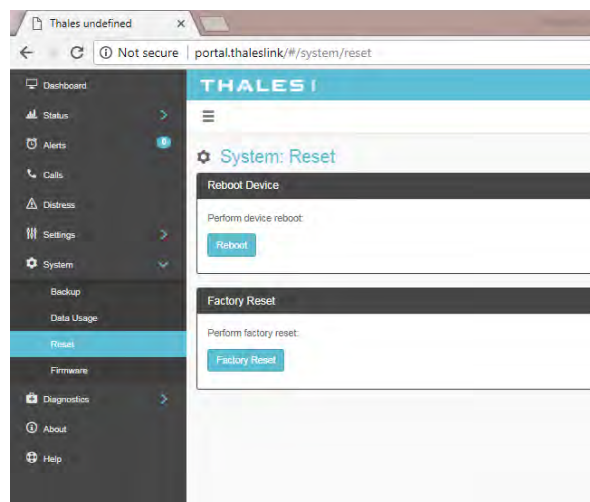 Thales undefined
Not secure | portal.thaleslink/#/system/reset
Dashboard
THALES
Status
Alerts
0
System: Reset
Calls
Reboot Device
Distress
Perform device reboot:
Settings
Reboot
System
Backup
Factory Reset
Data Usage
Perform factory reset:
Reset
Factory Reset
Firmware
Diagnostics
About
Help